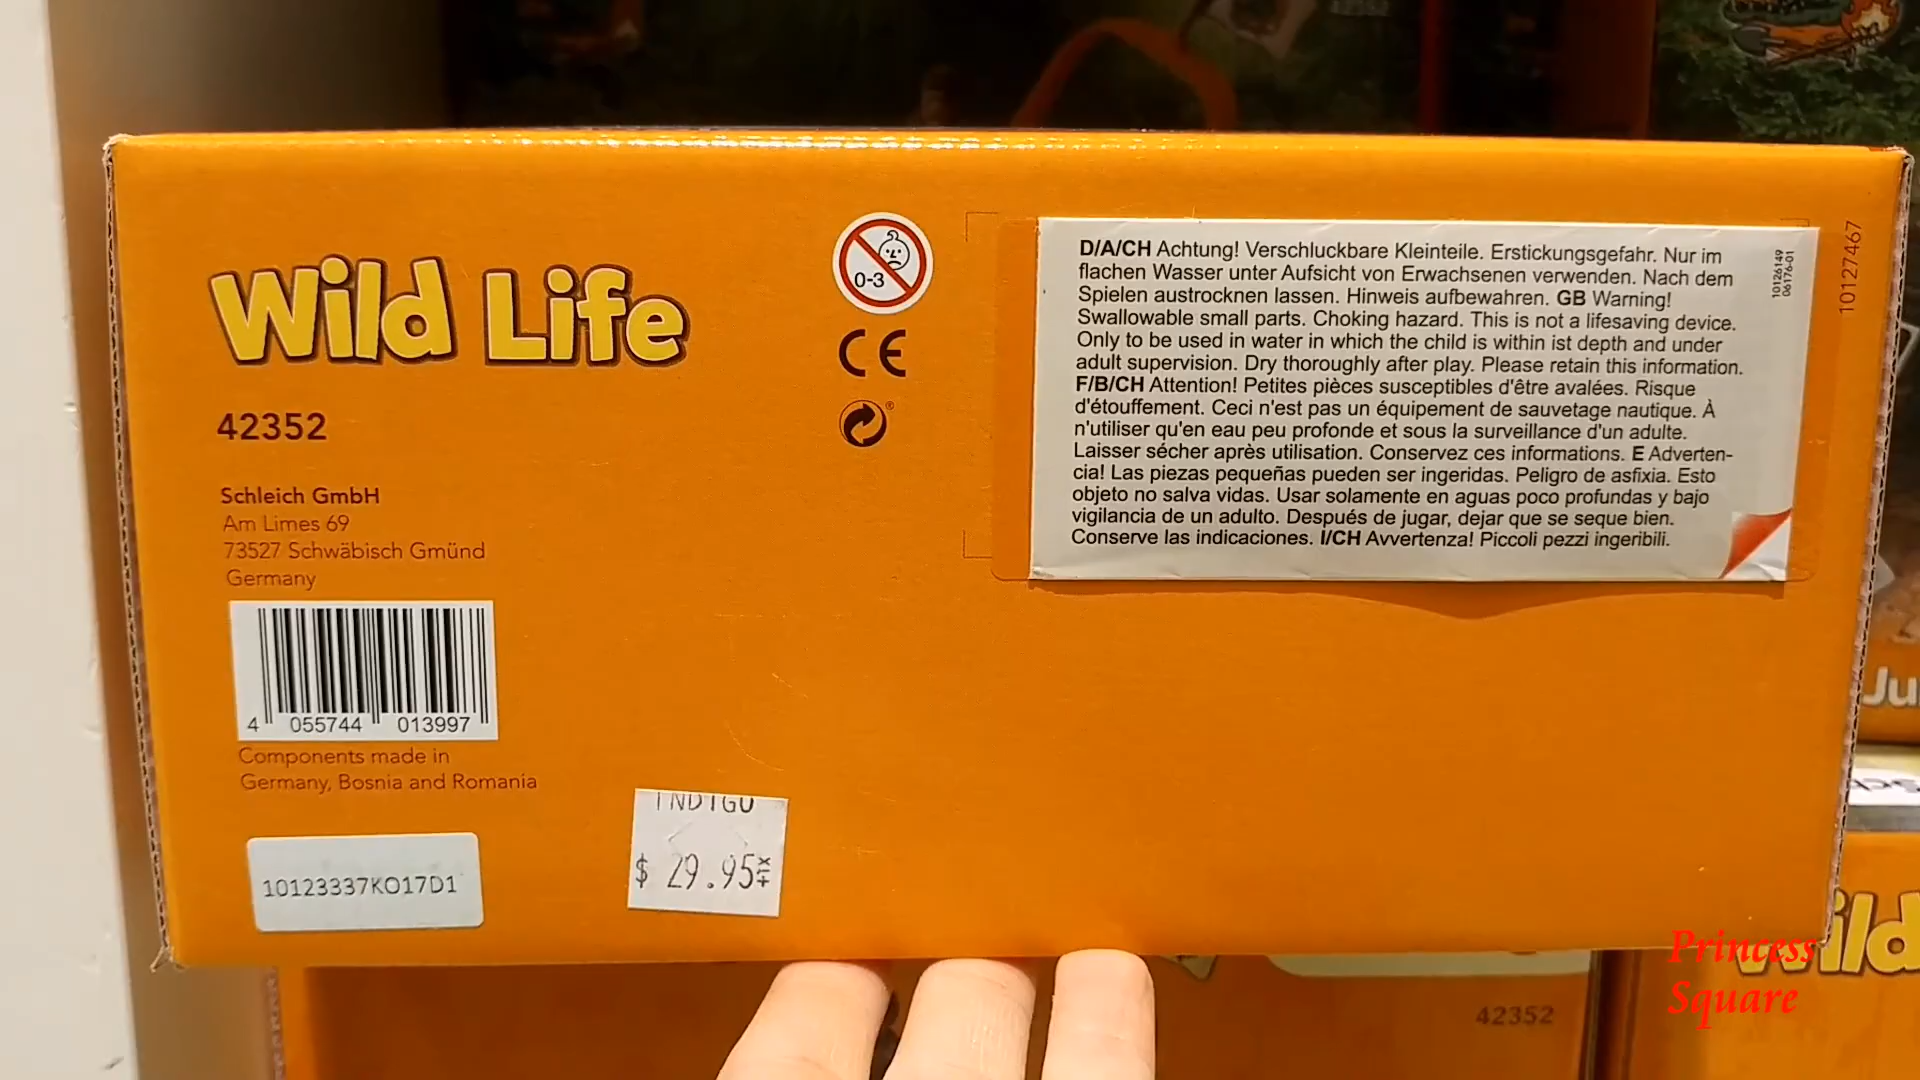 Wild Life
42352
Schleich GmbH
Am Limes 69
73527 Schwäbisch Gmünd
Germany
4 055744 013997
Components made in
Germany, Bosnia and Romania
10123337KO17D1
INDIGO
$ 29.95
0-3
CE
D/A/CH Achtung! Verschluckbare Kleinteile. Erstickungsgefahr. Nur im
flachen Wasser unter Aufsicht von Erwachsenen verwenden. Nach dem
Spielen austrocknen lassen. Hinweis aufbewahren. GB Warning!
Swallowable small parts. Choking hazard. This is not a lifesaving device.
Only to be used in water in which the child is within ist depth and under
adult supervision. Dry thoroughly after play. Please retain this information.
F/B/CH Attention! Petites pièces susceptibles d'être avalées. Risque
d'étouffement. Ceci n'est pas un équipement de sauvetage nautique. À
n'utiliser qu'en eau peu profonde et sous la surveillance d'un adulte.
Laisser sécher après utilisation. Conservez ces informations. E Adverten-
cia! Las piezas pequeñas pueden ser ingeridas. Peligro de asfixia. Esto
objeto no salva vidas. Usar solamente en aguas poco profundas y bajo
vigilancia de un adulto. Después de jugar, dejar que se seque bien.
Conserve las indicaciones. I/CH Avvertenza! Piccoli pezzi ingeribili.
10126149
06176-01
10127467
Ju
Wild
42352
Princess
Square